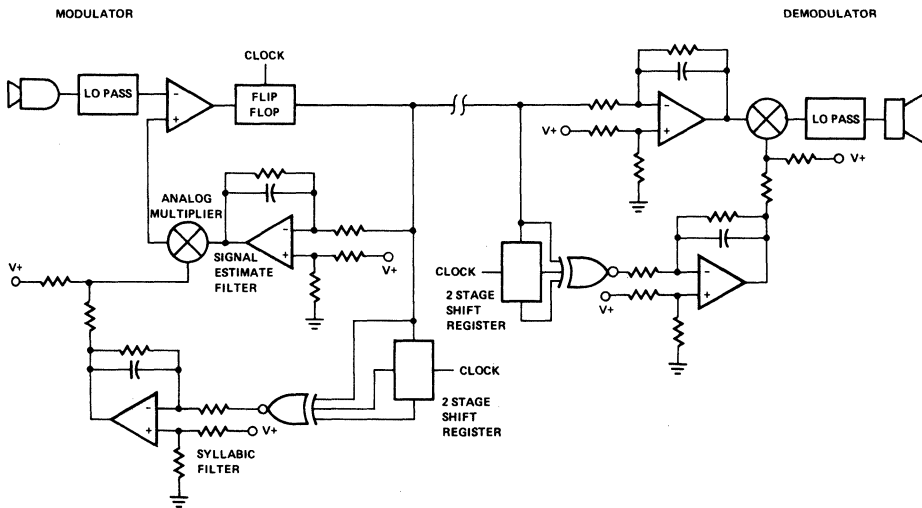 MODULATOR
DEMODULATOR
CLOCK
LO PASS
-
+
FLIP
FLOP
-
+
V+
LO PASS
V+
ANALOG
MULTIPLIER
-
+
SIGNAL
ESTIMATE
FILTER
V+
V+
CLOCK
2 STAGE
SHIFT
REGISTER
-
+
V+
-
+
V+
SYLLABIC
FILTER
CLOCK
2 STAGE
SHIFT
REGISTER